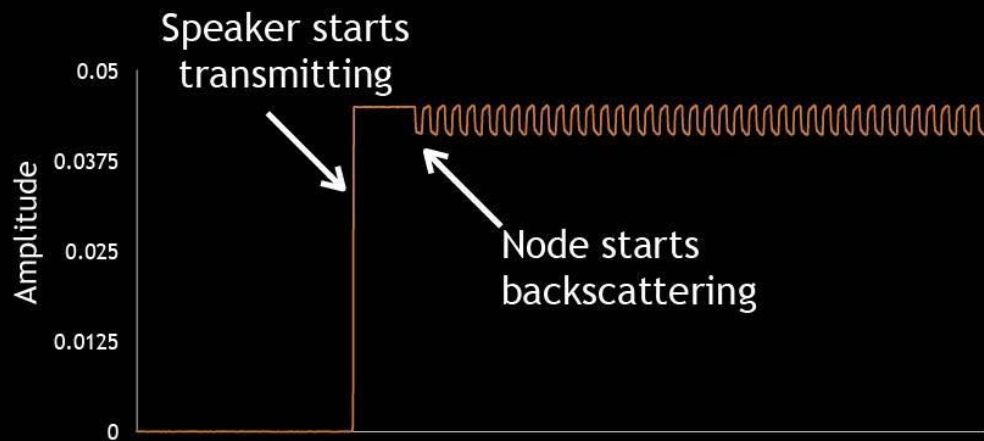 Speaker starts
transmitting
0.05
0.0375
0.025
0.0125
0
Amplitude
Node starts
backscattering